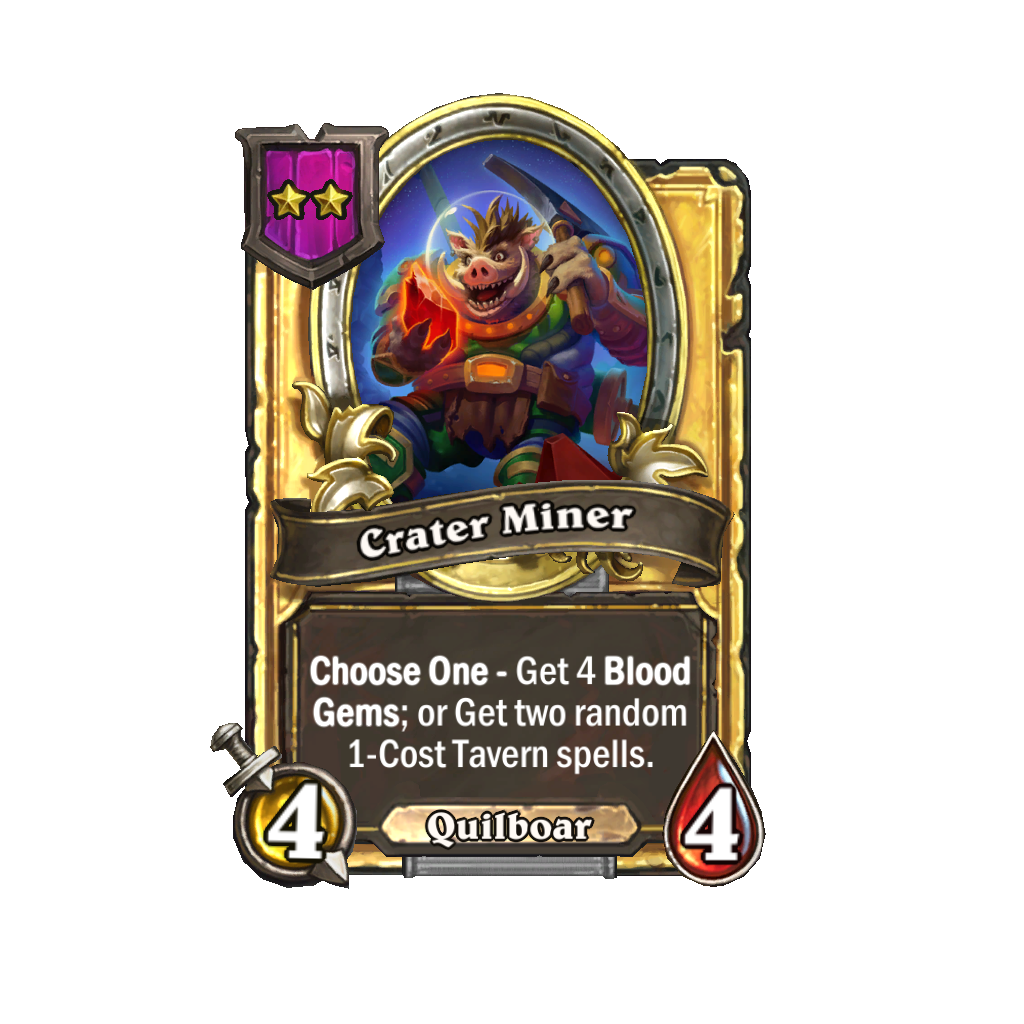 Crater Miner
Choose One - Get 4 Blood
Gems; or Get two random
1-Cost Tavern spells.
4
Quilboar
4